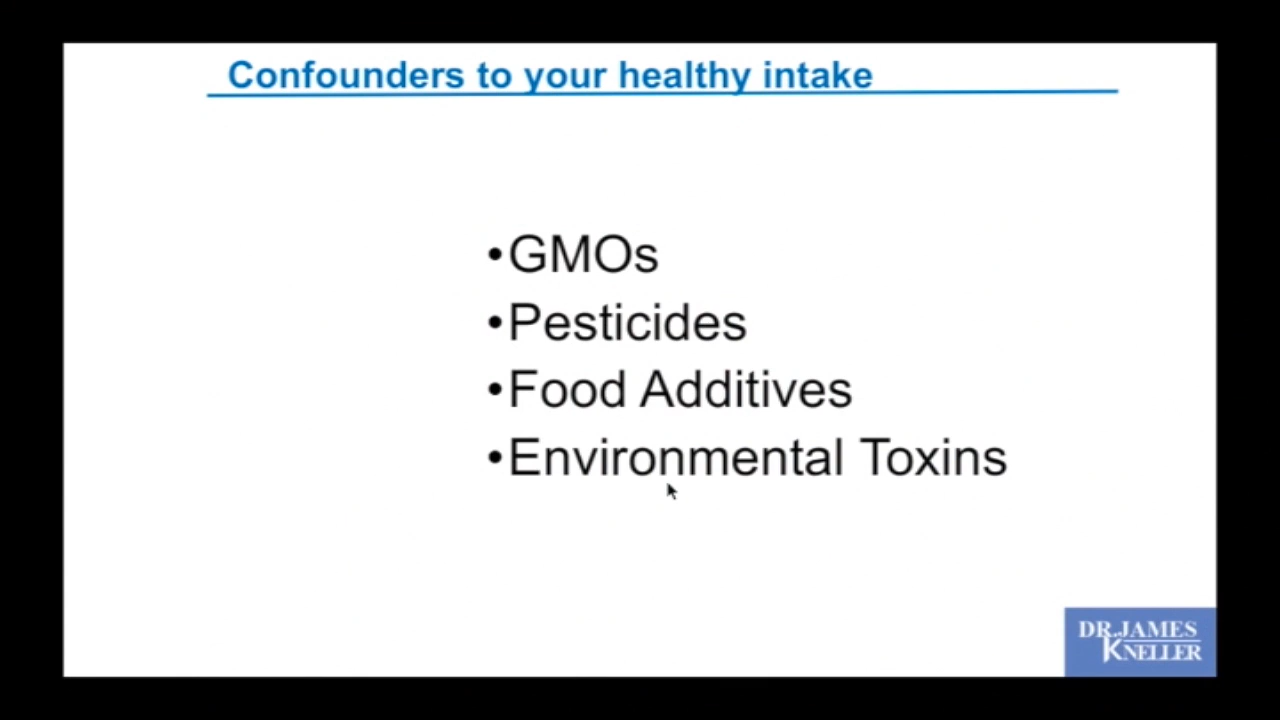 Confounders to your healthy intake
•GMOs
•Pesticides
•Food Additives
•Environmental Toxins
DR.JAMES
KNELLER